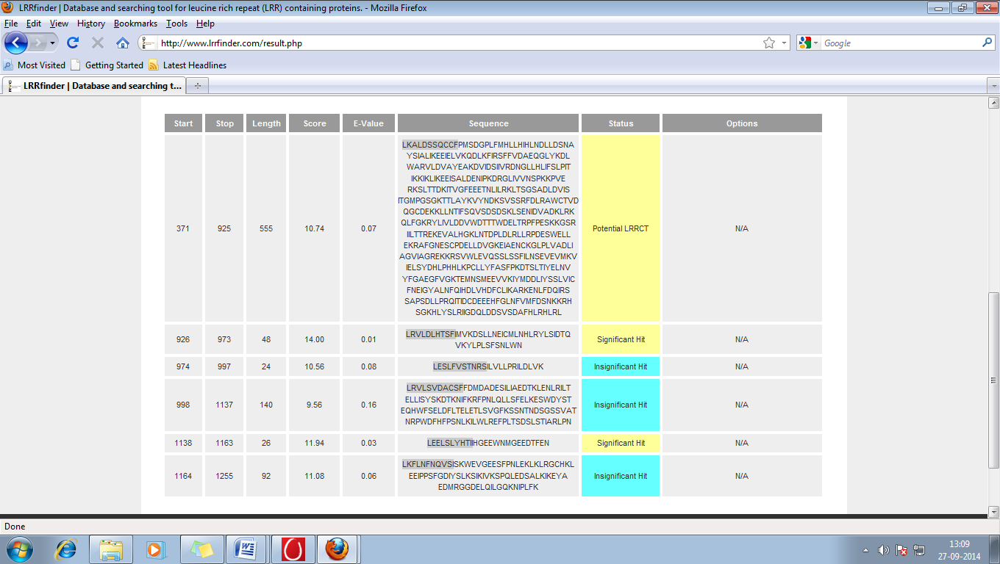 LRRfinder | Database and searching tool for leucine rich repeat (LRR) containing proteins. - Mozilla Firefox
File Edit View History Bookmarks Tools Help
http://www.lrrfinder.com/result.php
Google
Most Visited Getting Started Latest Headlines
LRRfinder | Database and searching t...
Start Stop Length Score E-Value Sequence Status Options
LKALDSSQCCFPMSDGPLFMHLLHIHLNDLLDSNA
YSIALIKEEIELVKQDLKFIRSFFVDAEQGLYKDL
WARVLDVAYEAKDVIDSIIVRDNGLLHLIFSLPIT
IKKIKLIKEEISALDENIPKDRGLIVVNSPKKPVE
RKSLTTDKITVGFEEETNLILRKLTSGSADLDVIS
ITGMPGSGKTTLAYKVYNDKSVSSRFDLRAWCTVD
QGCDEKKLLNTIFSQVSDSDSKLSENIDVADKLRK
QLFGKRYLIVLDDVWDTTTWDELTRPFPESKKGSR
371 925 555 10.74 0.07 IILTTREKEVALHGKLNTDPLDLRLLRPDESWELL Potential LRRCT N/A
EKRAFGNESCPDELLDVGKEIAENCKGLPLVADLI
AGVIAGREKKRSVWLEVQSSLSSFILNSEVEVMKV
IELSYDHLPHHLKPCLLYFASFPKDTSLTIYELNV
YFGAEGFVGKTEMNSMEEVVKIYMDDLIYSSLVIC
FNEIGYALNFQIHDLVHDFCLIKARKENLFDQIRS
SAPSDLLPRQITIDCDEEEHFGLNFVMFDSNKKRH
SGKHLYSLRIIGDQLDDSVSDAFHLRHLRL
926 973 48 14.00 0.01 LRVLDLHTSFIMVKDSLLNEICMLNHLRYLSIDTQ Significant Hit N/A
VKYLPLSFSNLWN
974 997 24 10.56 0.08 LESLFVSTNRSILVLLPRILDLVK Insignificant Hit N/A
LRVLSVDACSFFDMDADESILIAEDTKLENLRILT
ELLISYSKDTKNIFKRFPNLQLLSFELKESWDYST
998 1137 140 9.56 0.16 EQHWFSELDFLTELETLSVGFKSSNTNDSGSSVAT Insignificant Hit N/A
NRPWDFHFPSNLKILWLREFPLTSDSLSTIARLPN
1138 1163 26 11.94 0.03 LEELSLYHTIIHGEEWNMGEEDTFEN Significant Hit N/A
LKFLNFNQVSISKWEVGEESFPNLEKLKLRGCHKL
1164 1255 92 11.08 0.06 EEIPPSFGDIYSLKSIKIVKSPQLEDSALKIKEYA Insignificant Hit N/A
EDMRGGDELQILGQKNIPLFK
Done
13:09
27-09-2014